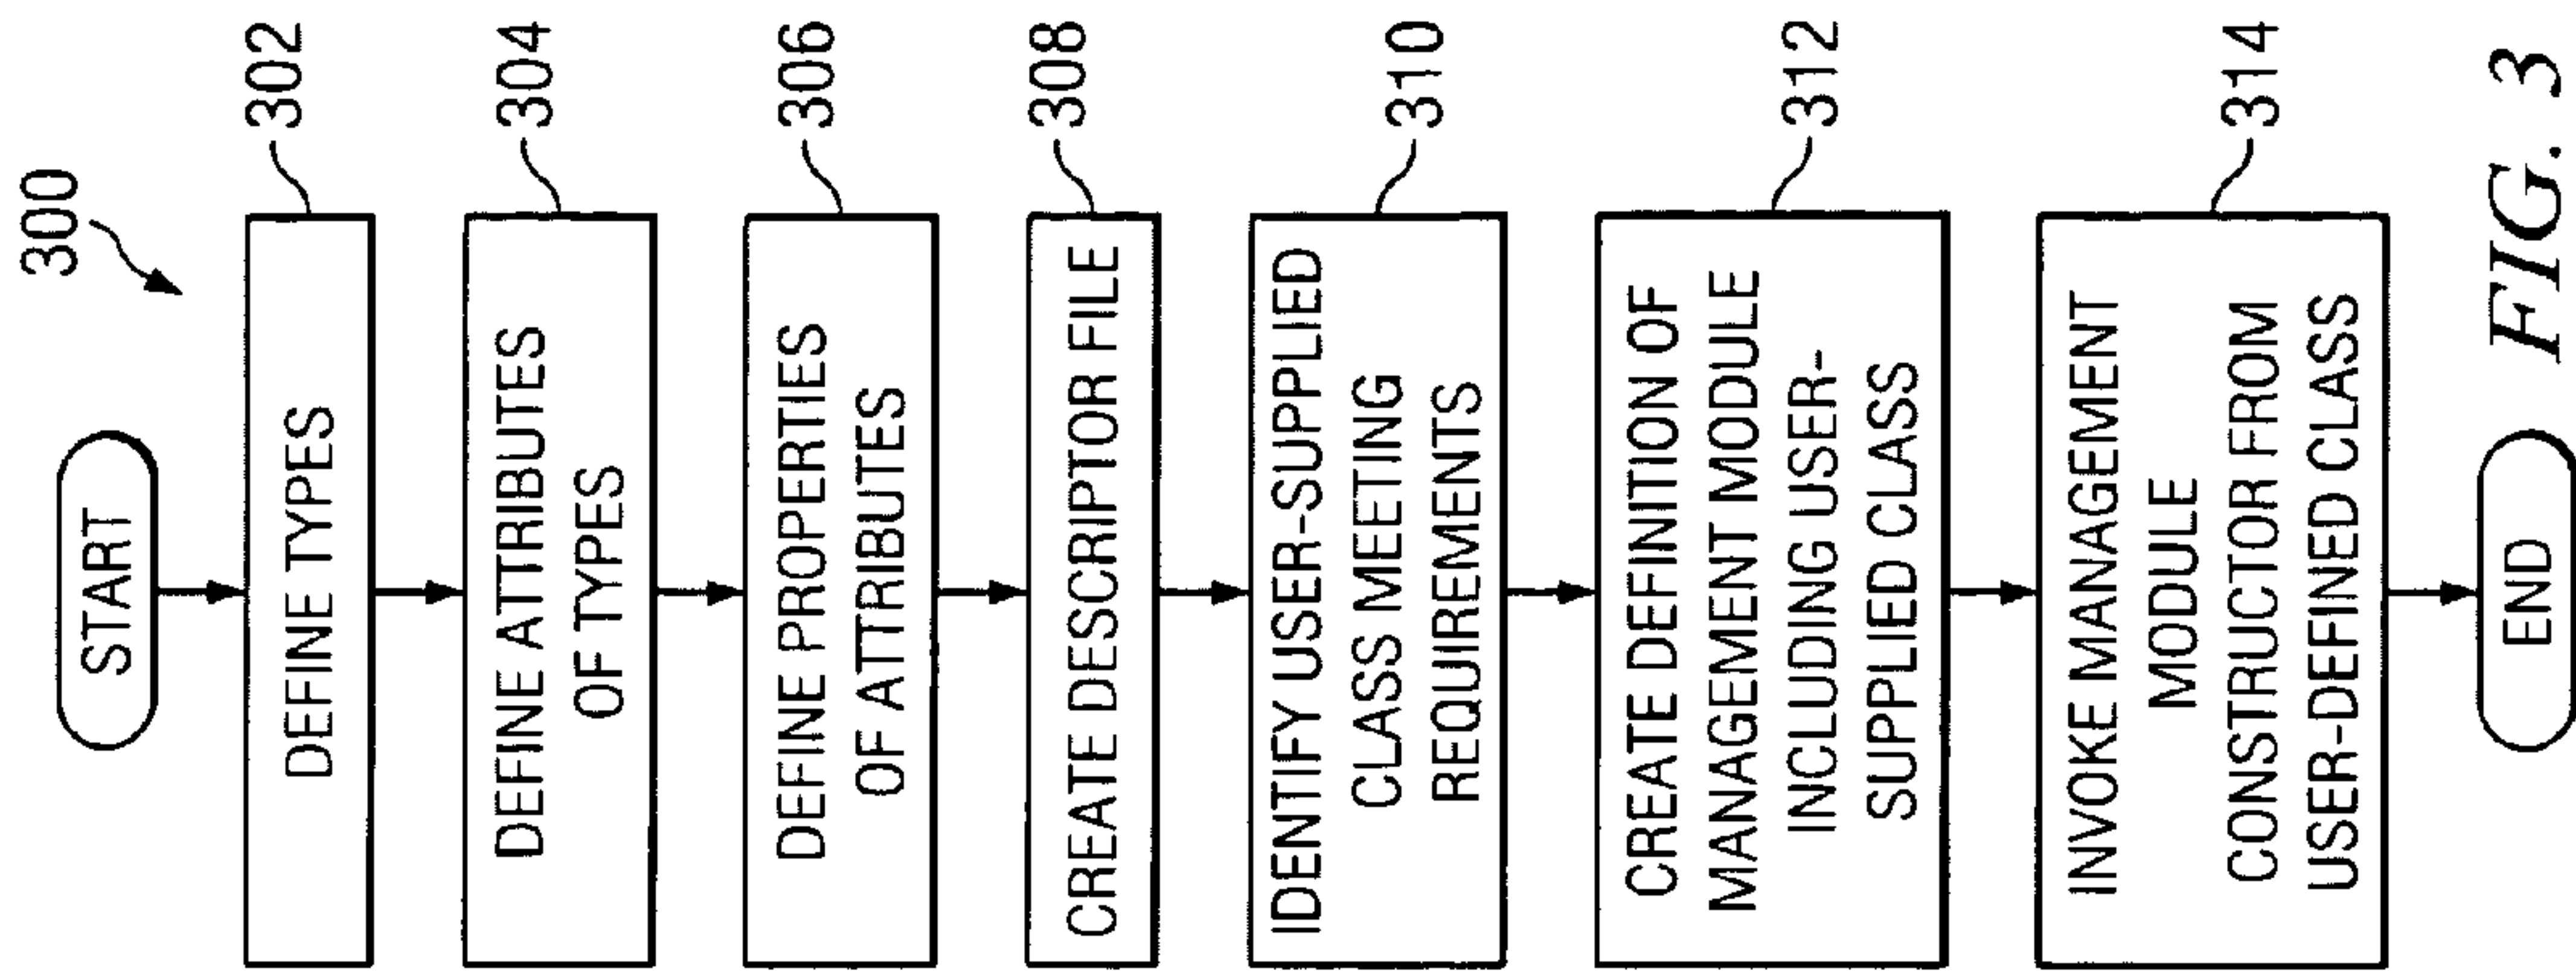 300
START
DEFINE TYPES
302
DEFINE ATTRIBUTES
OF TYPES
304
DEFINE PROPERTIES
OF ATTRIBUTES
306
CREATE DESCRIPTOR FILE
308
IDENTIFY USER-SUPPLIED
CLASS MEETING
REQUIREMENTS
310
CREATE DEFINITION OF
MANAGEMENT MODULE
INCLUDING USER-
SUPPLIED CLASS
312
INVOKE MANAGEMENT
MODULE
CONSTRUCTOR FROM
USER-DEFINED CLASS
314
END
FIG. 3